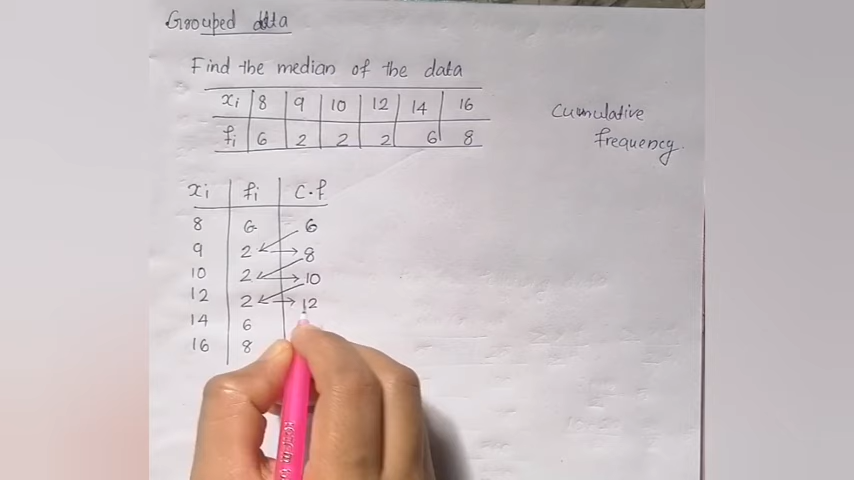 Grouped data
Find the median of the data
xi 8 9 10 12 14 16
fi 6 2 2 2 6 8
Cumulative
frequency.
xi fi C.f
8 6 6
9 2 8
10 2 10
12 2 12
14 6
16 8